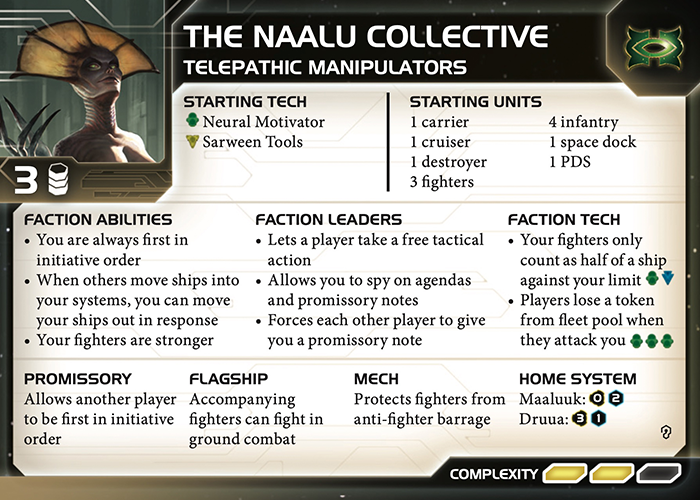 THE NAALU COLLECTIVE
TELEPATHIC MANIPULATORS
3
STARTING TECH
Neural Motivator
Sarween Tools
STARTING UNITS
1 carrier
1 cruiser
1 destroyer
3 fighters
4 infantry
1 space dock
1 PDS
FACTION ABILITIES
• You are always first in
initiative order
• When others move ships into
your systems, you can move
your ships out in response
• Your fighters are stronger
FACTION LEADERS
• Lets a player take a free tactical
action
• Allows you to spy on agendas
and promissory notes
• Forces each other player to give
you a promissory note
FACTION TECH
• Your fighters only
count as half of a ship
against your limit
• Players lose a token
from fleet pool when
they attack you
PROMISSORY
Allows another player
to be first in initiative
order
FLAGSHIP
Accompanying
fighters can fight in
ground combat
MECH
Protects fighters from
anti-fighter barrage
HOME SYSTEM
Maaluuk: 0 2
Druua: 3 1
COMPLEXITY